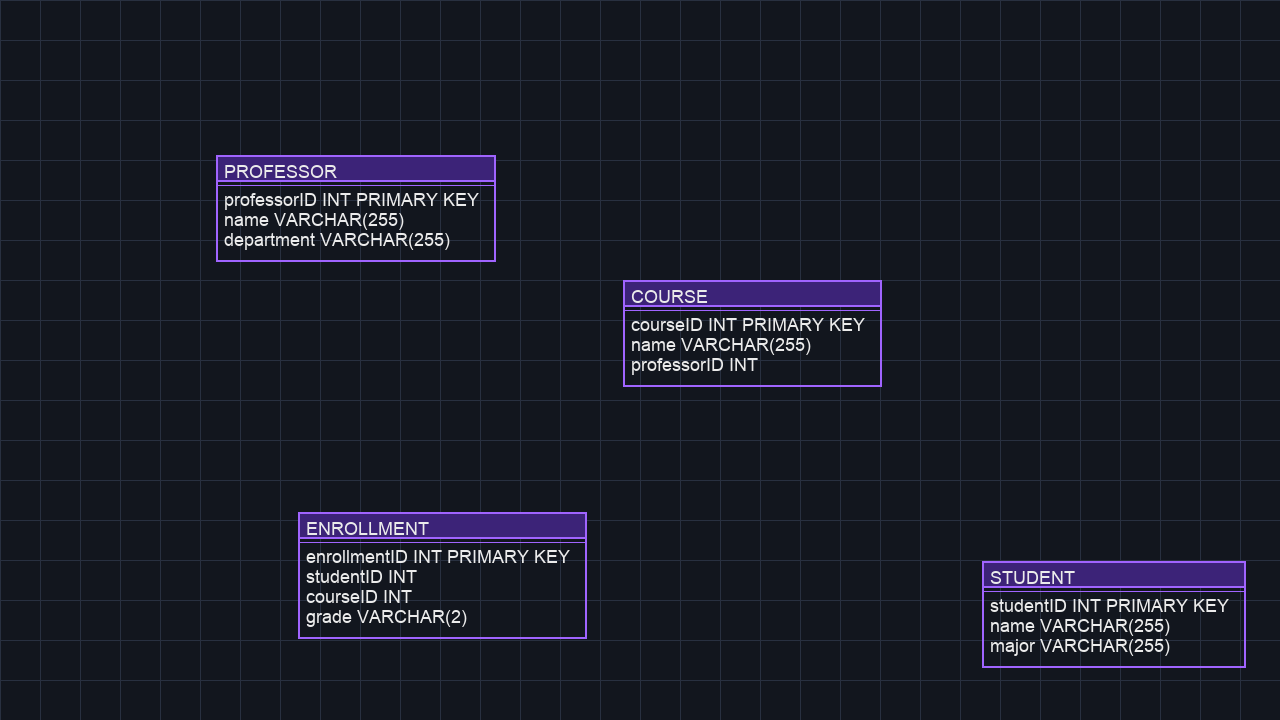 PROFESSOR
professorID INT PRIMARY KEY
name VARCHAR(255)
department VARCHAR(255)
COURSE
courseID INT PRIMARY KEY
name VARCHAR(255)
professorID INT
ENROLLMENT
enrollmentID INT PRIMARY KEY
studentID INT
courseID INT
grade VARCHAR(2)
STUDENT
studentID INT PRIMARY KEY
name VARCHAR(255)
major VARCHAR(255)